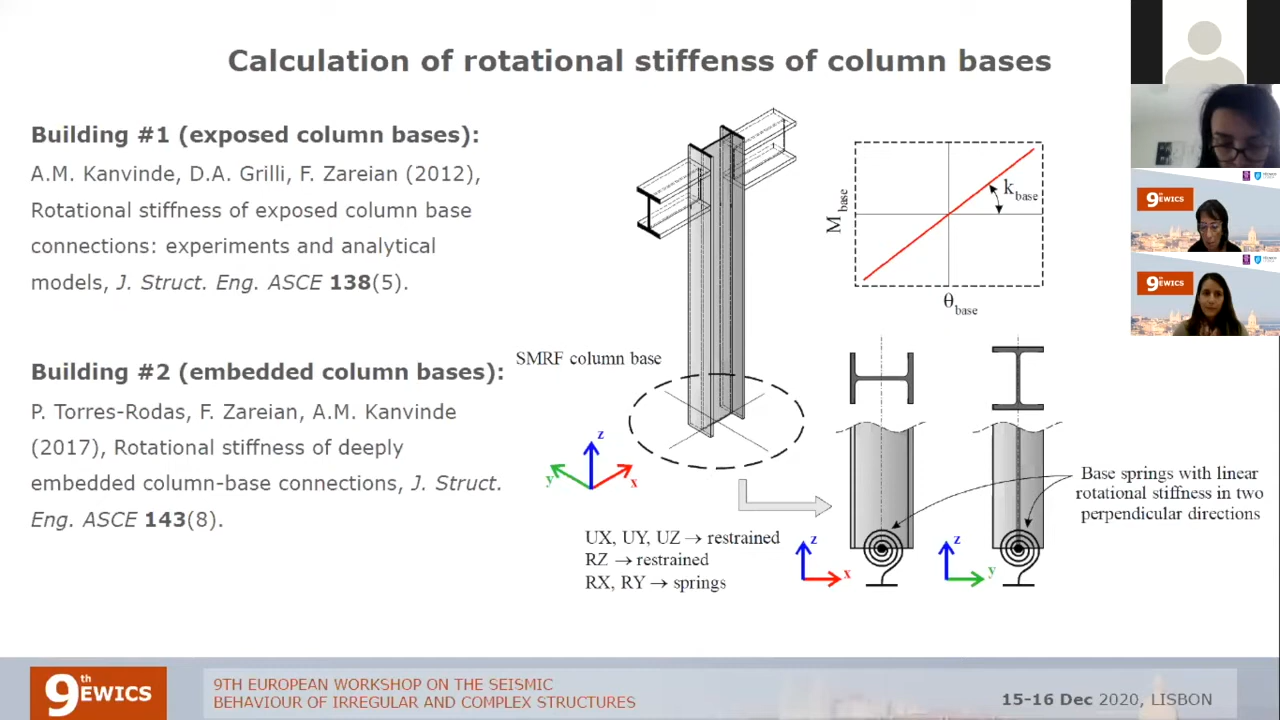 Calculation of rotational stiffenss of column bases
Building #1 (exposed column bases):
A.M. Kanvinde, D.A. Grilli, F. Zareian (2012),
Rotational stiffness of exposed column base
connections: experiments and analytical
models, J. Struct. Eng. ASCE 138(5).
Building #2 (embedded column bases):
P. Torres-Rodas, F. Zareian, A.M. Kanvinde
(2017), Rotational stiffness of deeply
embedded column-base connections, J. Struct.
Eng. ASCE 143(8).
SMRF column base
z
y
x
UX, UY, UZ → restrained
RZ → restrained
RX, RY → springs
M base
k base
θ base
z
x
z
y
Base springs with linear
rotational stiffness in two
perpendicular directions
9 EWICS
9 EWICS
9th EWICS
9TH EUROPEAN WORKSHOP ON THE SEISMIC
BEHAVIOUR OF IRREGULAR AND COMPLEX STRUCTURES
15-16 Dec 2020, LISBON